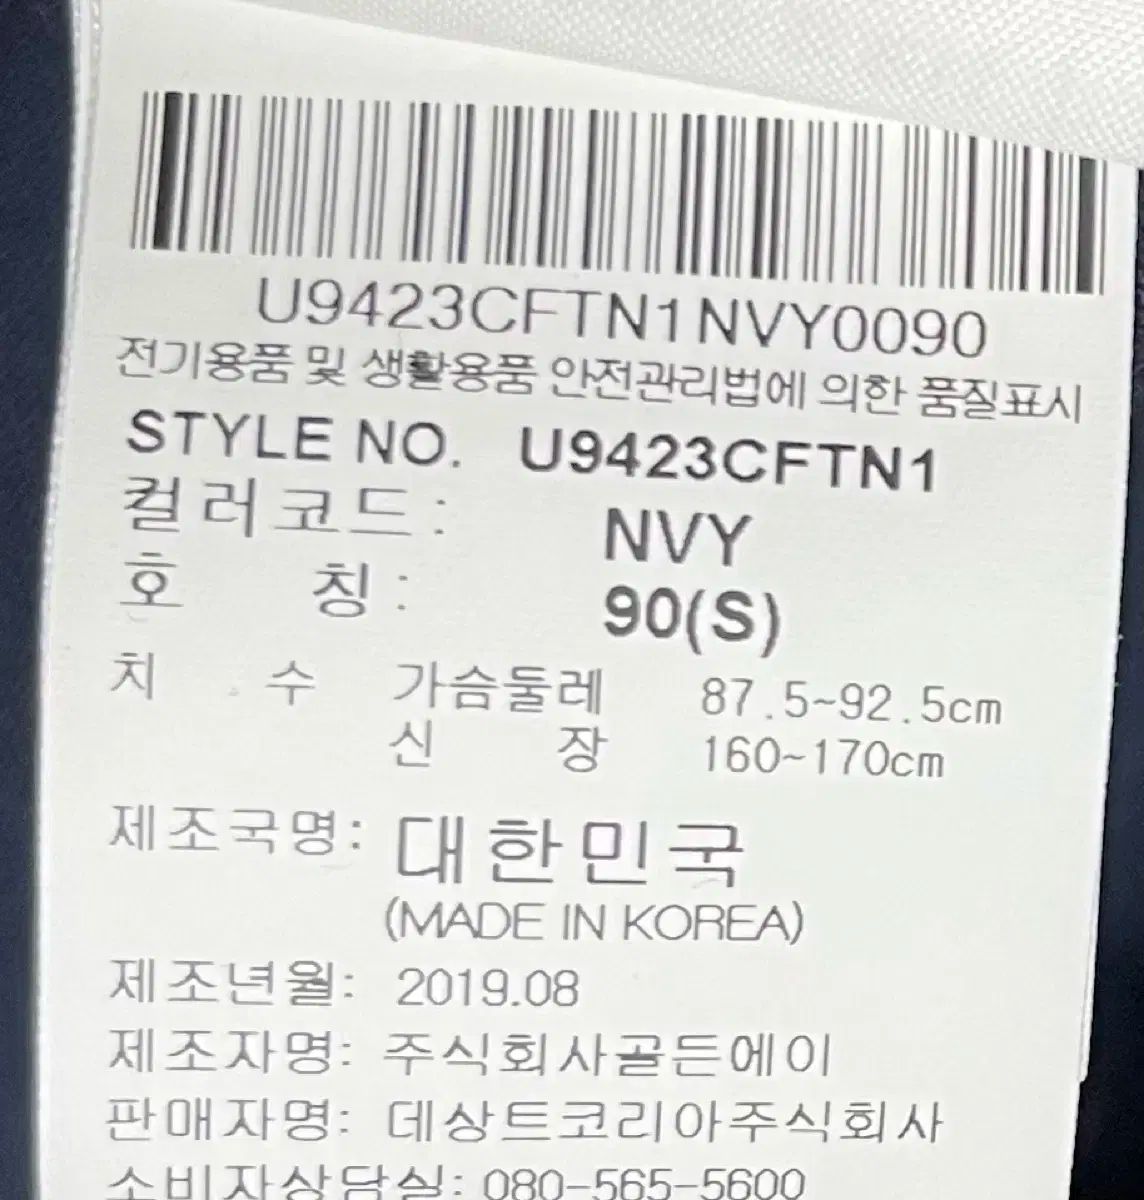 U9423CFTN1NVY0090
전기용품 및 생활용품 안전관리법에 의한 품질표시
STYLE NO. U9423CFTN1
컬러코드: NVY
호 칭: 90(S)
치 수 가슴둘레 87.5~92.5cm
신 장 160~170cm
제조국명: 대한민국
(MADE IN KOREA)
제조년월: 2019.08
제조자명: 주식회사골든에이
판매자명: 데상트코리아주식회사
소비자상담실: 080-565-5600